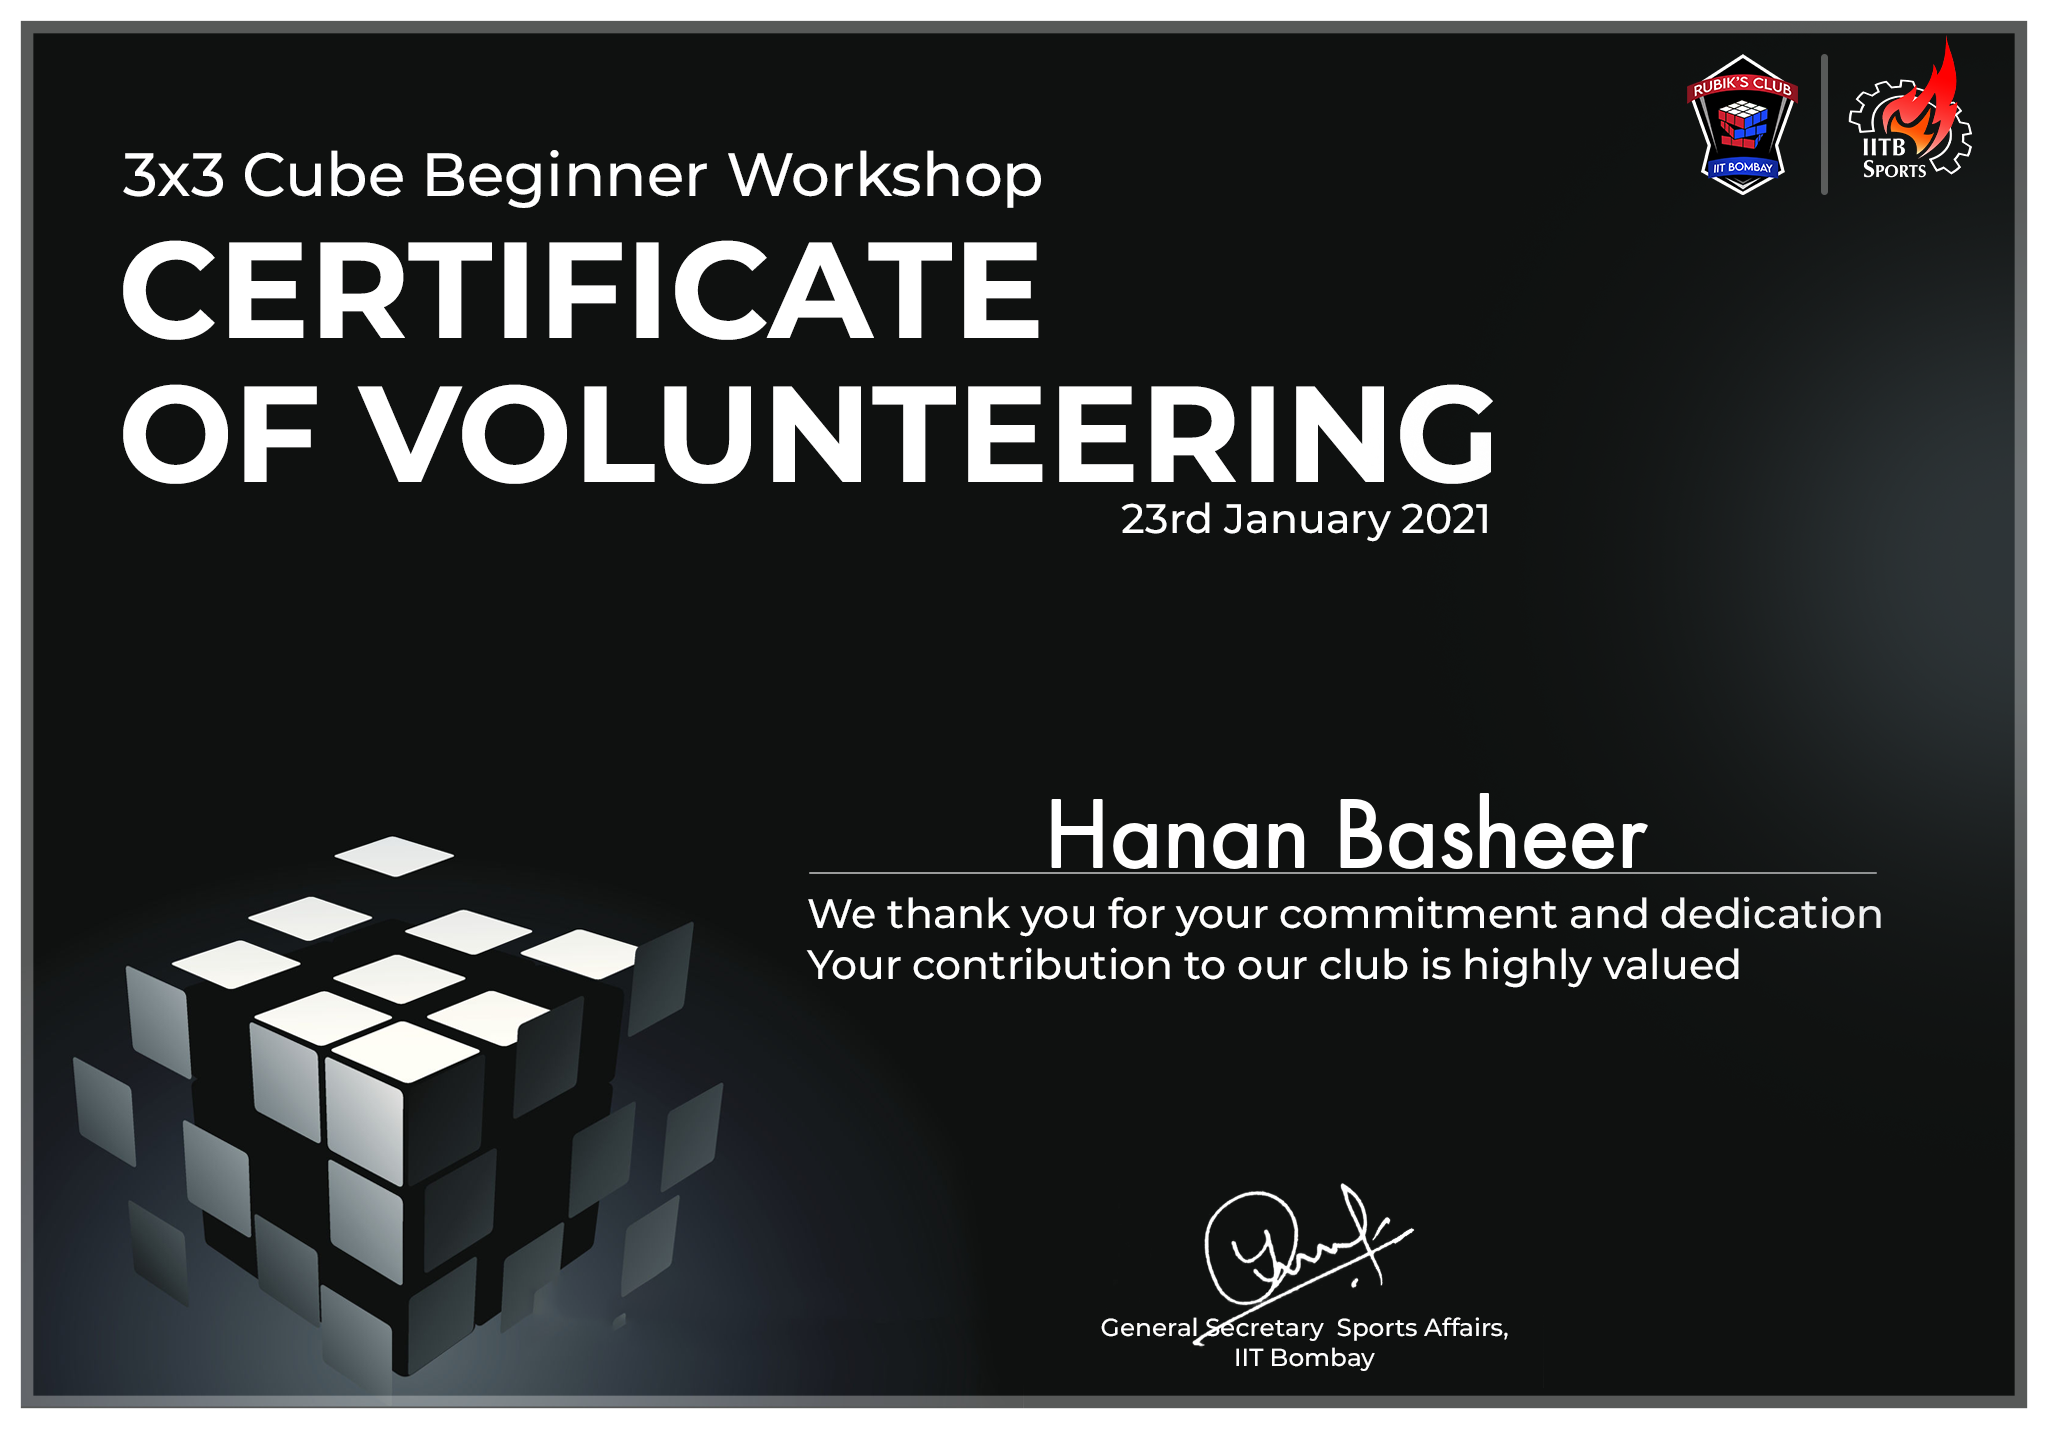 RUBIK'S CLUB
IIT BOMBAY
IITB
SPORTS
3x3 Cube Beginner Workshop
CERTIFICATE
OF VOLUNTEERING
23rd January 2021
Hanan Basheer
We thank you for your commitment and dedication
Your contribution to our club is highly valued
General Secretary Sports Affairs,
IIT Bombay